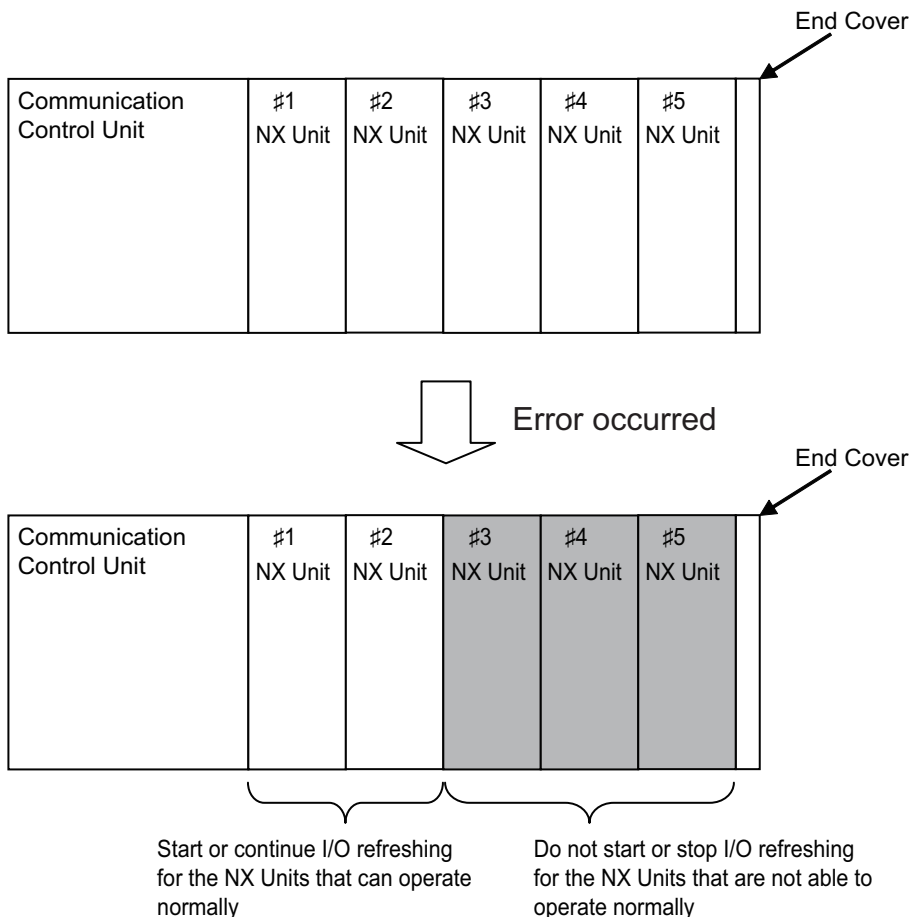 End Cover
Communication
Control Unit
♯1
NX Unit
♯2
NX Unit
♯3
NX Unit
♯4
NX Unit
♯5
NX Unit
Error occurred
End Cover
Communication
Control Unit
♯1
NX Unit
♯2
NX Unit
♯3
NX Unit
♯4
NX Unit
♯5
NX Unit
Start or continue I/O refreshing
for the NX Units that can operate
normally
Do not start or stop I/O refreshing
for the NX Units that are not able to
operate normally